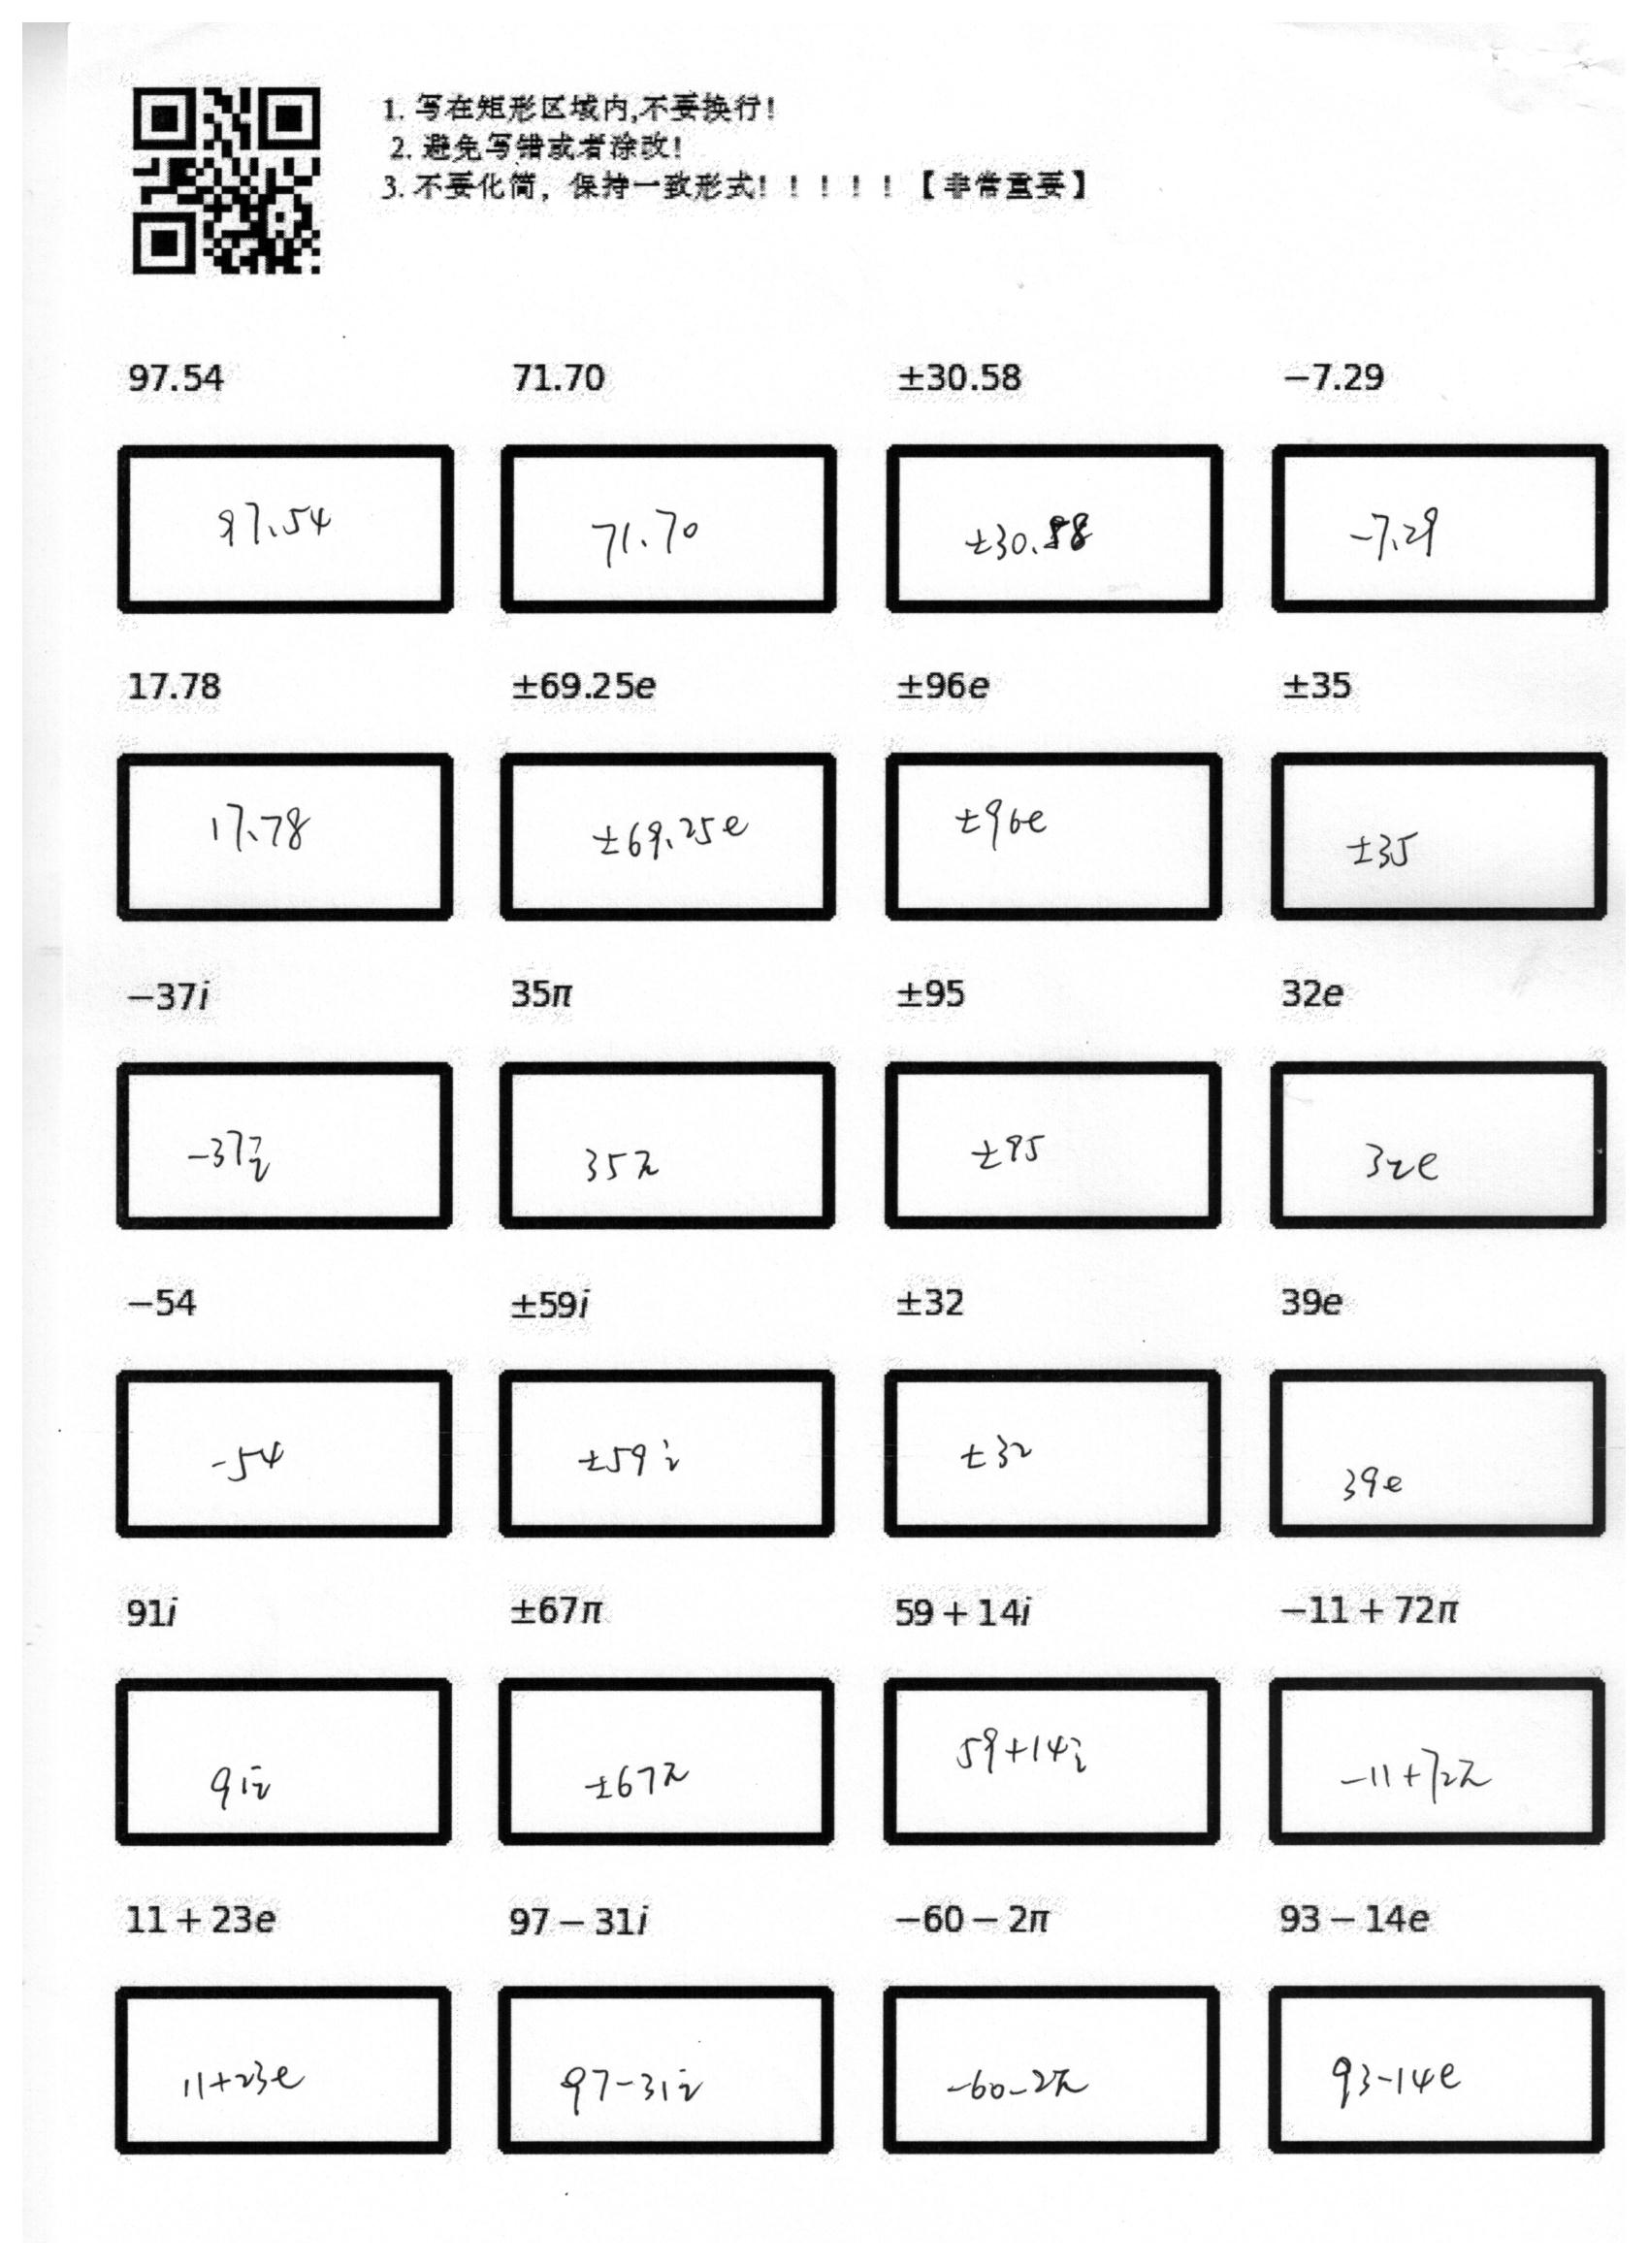 1. 写在矩形区域内,不要换行!
2. 避免写错或者涂改!
3. 不要化简，保持一致形式！！！！！【非常重要】
97.54 71.70 ±30.58 −7.29
97.54 71.70 ±30.58 -7.29
17.78 ±69.25e ±96e ±35
17.78 ±69.25e ±96e ±35
−37i 35π ±95 32e
-37i 35π ±95 32e
−54 ±59i ±32 39e
-54 ±59i ±32 39e
91i ±67π 59 + 14i −11 + 72π
91i ±67π 59+14i -11+72π
11 + 23e 97 − 31i −60 − 2π 93 − 14e
11+23e 97-31i -60-2π 93-14e